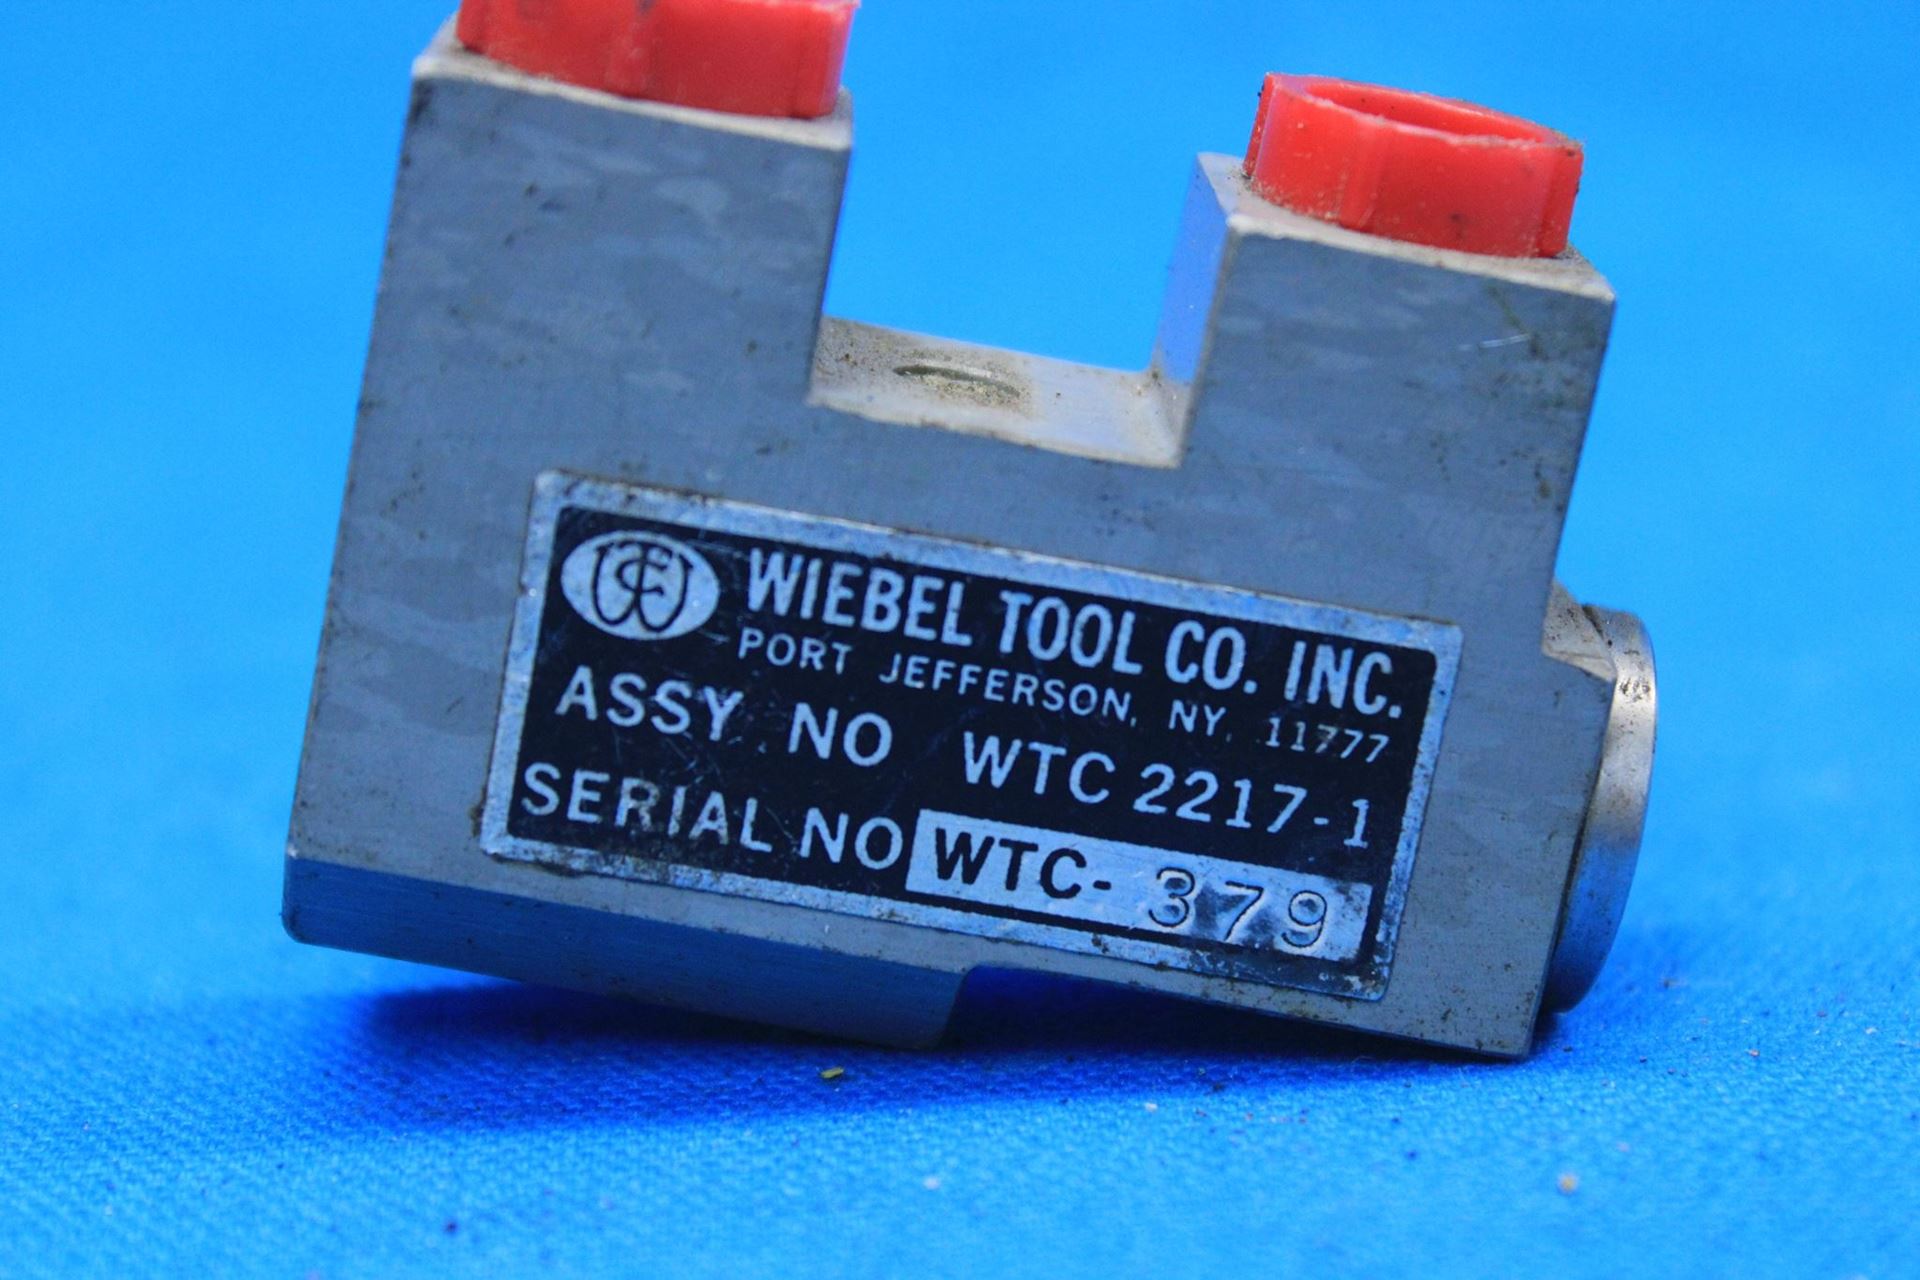 WIEBEL TOOL CO. INC.
PORT JEFFERSON, NY. 11777
ASSY NO WTC 2217-1
SERIAL NO WTC- 379